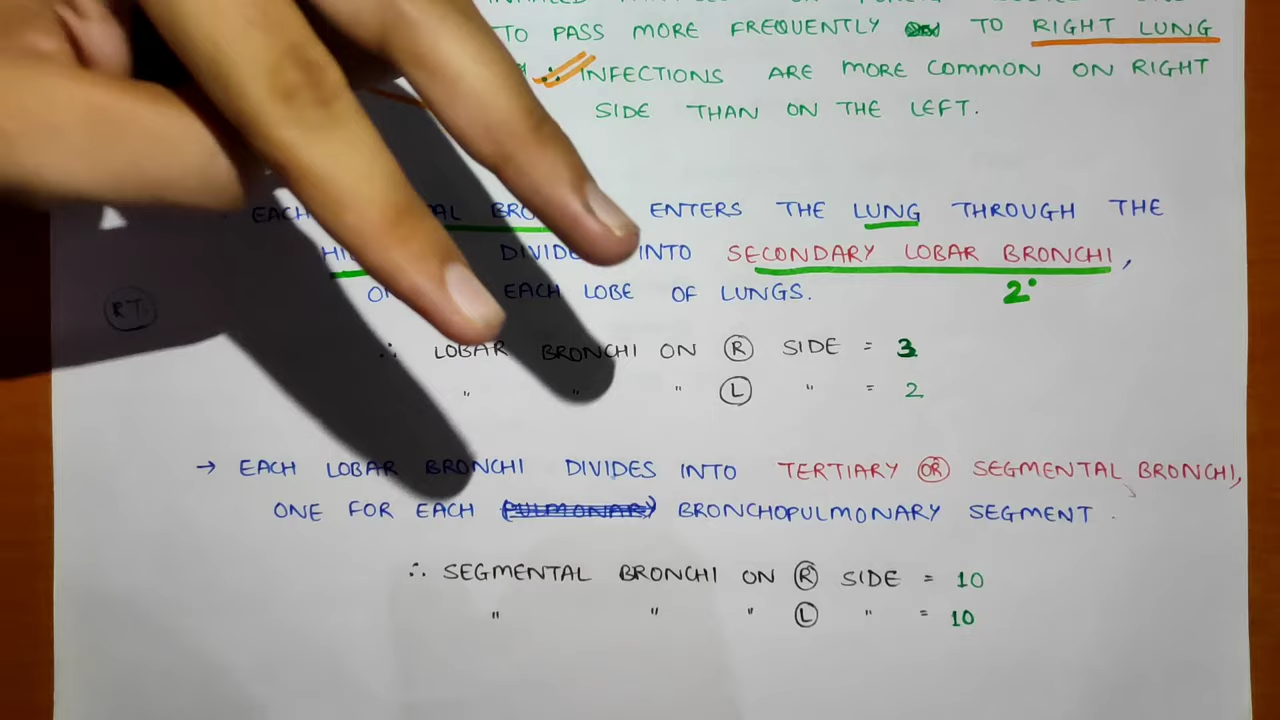 TO PASS MORE FREQUENTLY TO RIGHT LUNG
∴ INFECTIONS ARE MORE COMMON ON RIGHT
SIDE THAN ON THE LEFT.
EACH ENTERS THE LUNG THROUGH THE
INTO SECONDARY LOBAR BRONCHI,
EACH LOBE OF LUNGS. 2°
RT.
∴ LOBAR BRONCHI ON R SIDE = 3
" " " L " = 2
→ EACH LOBAR BRONCHI DIVIDES INTO TERTIARY OR SEGMENTAL BRONCHI,
ONE FOR EACH (PULMONARY) BRONCHOPULMONARY SEGMENT.
∴ SEGMENTAL BRONCHI ON R SIDE = 10
" " " L " = 10